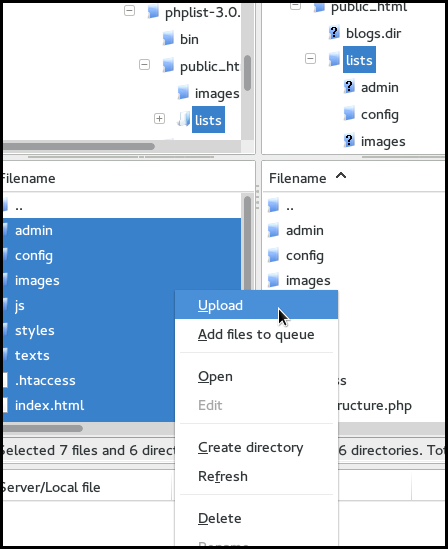 phplist-3.0.
bin
public_ht
images
lists
public_html
blogs.dir
lists
admin
config
images
Filename
..
admin
config
images
js
styles
texts
.htaccess
index.html
Selected 7 files and 6 direct
Server/Local file
Filename
..
admin
config
images
ructure.php
6 directories. Tot
Upload
Add files to queue
Open
Edit
Create directory
Refresh
Delete